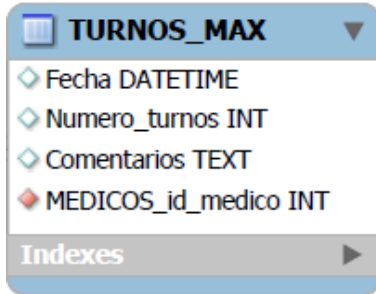 TURNOS_MAX
Fecha DATETIME
Numero_turnos INT
Comentarios TEXT
MEDICOS_id_medico INT
Indexes